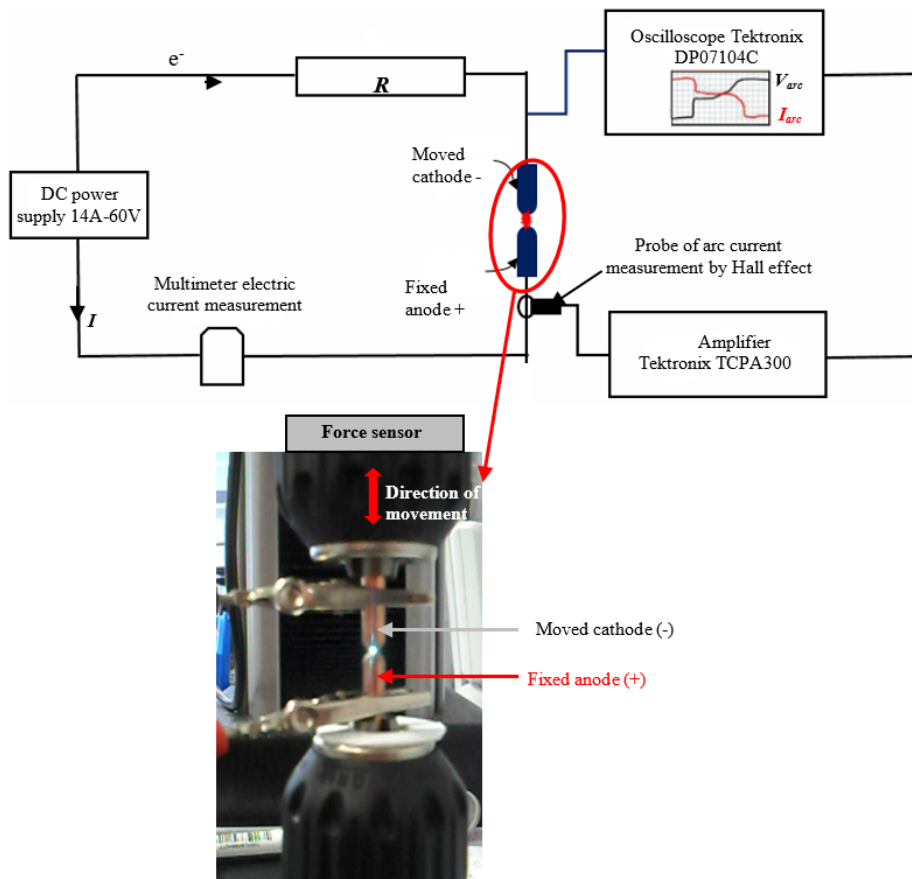 e-
R
Oscilloscope Tektronix
DP07104C
Varc
Iarc
Moved
cathode -
DC power
supply 14A-60V
Probe of arc current
measurement by Hall effect
Multimeter electric
current measurement
Fixed
anode +
I
Amplifier
Tektronix TCPA300
Force sensor
Direction of
movement
Moved cathode (-)
Fixed anode (+)